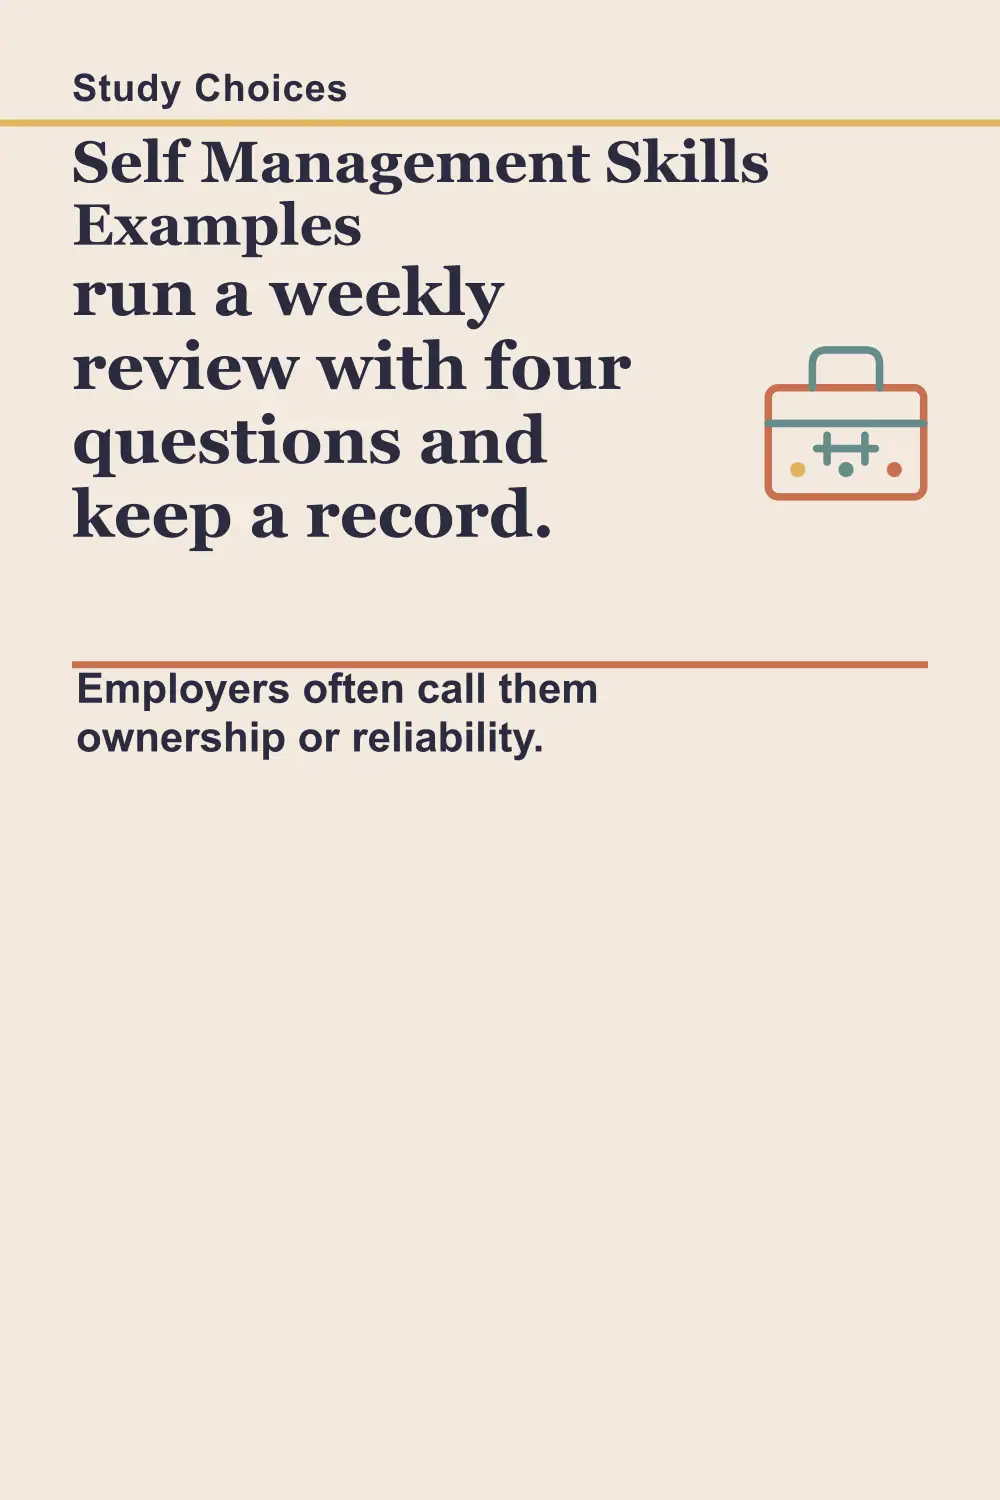 Study Choices
Self Management Skills
Examples
run a weekly
review with four
questions and
keep a record.
Employers often call them
ownership or reliability.